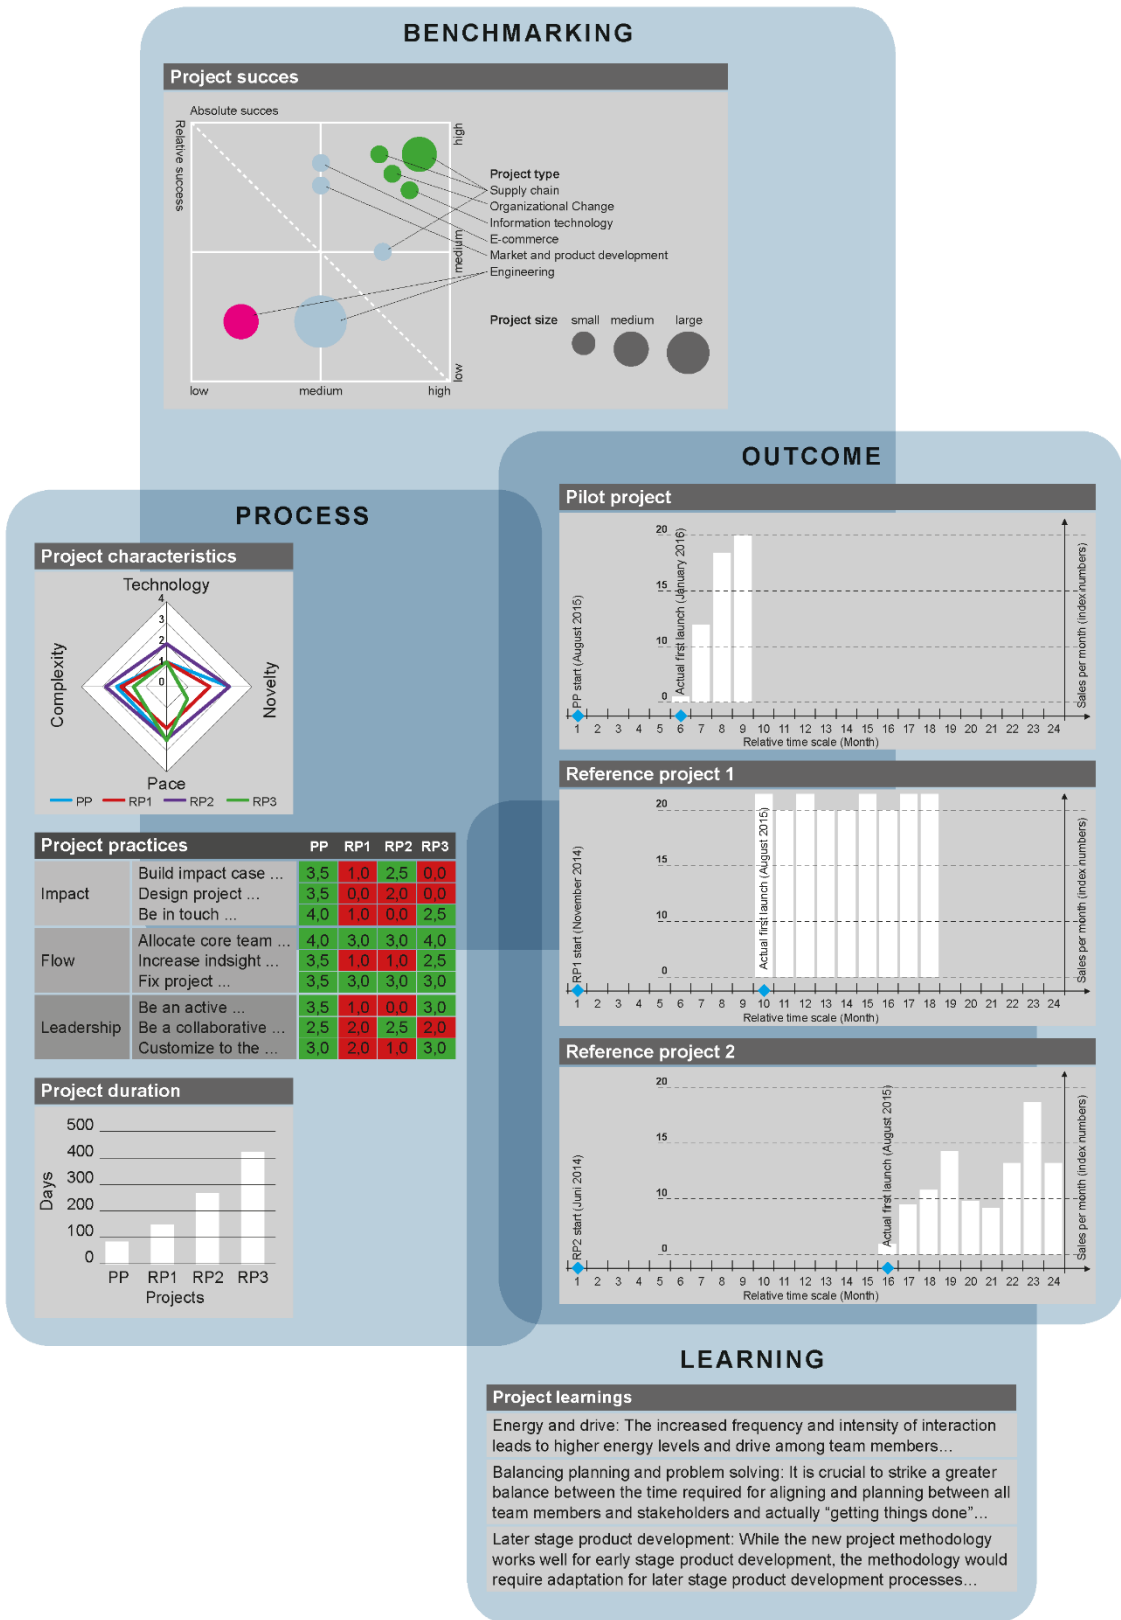 BENCHMARKING
Project succes
Absolute succes
Relative success
high
medium
low
low medium high
Project type
Supply chain
Organizational Change
Information technology
E-commerce
Market and product development
Engineering
Project size small medium large
PROCESS
Project characteristics
Technology
4
3
2
1
0
Complexity
Novelty
Pace
PP RP1 RP2 RP3
Project practices PP RP1 RP2 RP3
Impact
Build impact case ... 3,5 1,0 2,5 0,0
Design project ... 3,5 0,0 2,0 0,0
Be in touch ... 4,0 1,0 0,0 2,5
Flow
Allocate core team ... 4,0 3,0 3,0 4,0
Increase indsight ... 3,5 1,0 1,0 2,5
Fix project ... 3,5 3,0 3,0 3,5
Leadership
Be an active ... 3,5 1,0 0,0 3,0
Be a collaborative ... 2,5 2,0 2,5 2,0
Customize to the ... 3,0 2,0 1,0 3,0
Project duration
500
400
300
200
100
0
Days
PP RP1 RP2 RP3
Projects
OUTCOME
Pilot project
20
15
10
0
PP start (August 2015)
Actual first launch (January 2016)
Sales per month (index numbers)
1 2 3 4 5 6 7 8 9 10 11 12 13 14 15 16 17 18 19 20 21 22 23 24
Relative time scale (Month)
Reference project 1
20
15
10
0
RP1 start (November 2014)
Actual first launch (August 2015)
Sales per month (index numbers)
1 2 3 4 5 6 7 8 9 10 11 12 13 14 15 16 17 18 19 20 21 22 23 24
Relative time scale (Month)
Reference project 2
20
15
10
0
RP2 start (Juni 2014)
Actual first launch (August 2015)
Sales per month (index numbers)
1 2 3 4 5 6 7 8 9 10 11 12 13 14 15 16 17 18 19 20 21 22 23 24
Relative time scale (Month)
LEARNING
Project learnings
Energy and drive: The increased frequency and intensity of interaction
leads to higher energy levels and drive among team members...
Balancing planning and problem solving: It is crucial to strike a greater
balance between the time required for aligning and planning between all
team members and stakeholders and actually “getting things done”...
Later stage product development: While the new project methodology
works well for early stage product development, the methodology would
require adaptation for later stage product development processes...